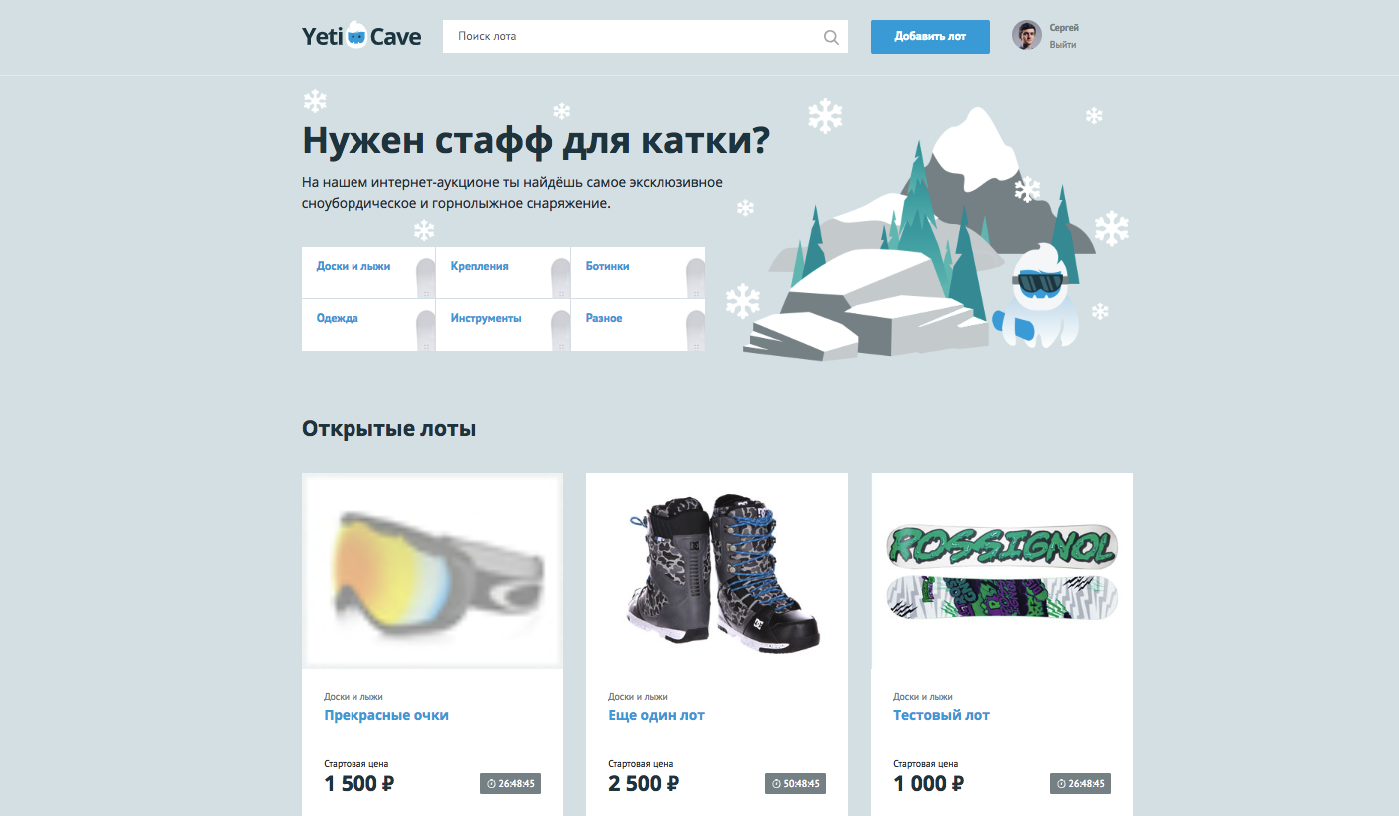 Yeti Cave
Поиск лота
Добавить лот
Сергей
Выйти
Нужен стафф для катки?
На нашем интернет-аукционе ты найдёшь самое эксклюзивное
сноубордическое и горнолыжное снаряжение.
Доски и лыжи
Крепления
Ботинки
Одежда
Инструменты
Разное
Открытые лоты
DC
ROSSIGNOL
Доски и лыжи
Прекрасные очки
Стартовая цена
1 500 ₽
26:48:45
Доски и лыжи
Еще один лот
Стартовая цена
2 500 ₽
50:48:45
Доски и лыжи
Тестовый лот
Стартовая цена
1 000 ₽
26:48:45